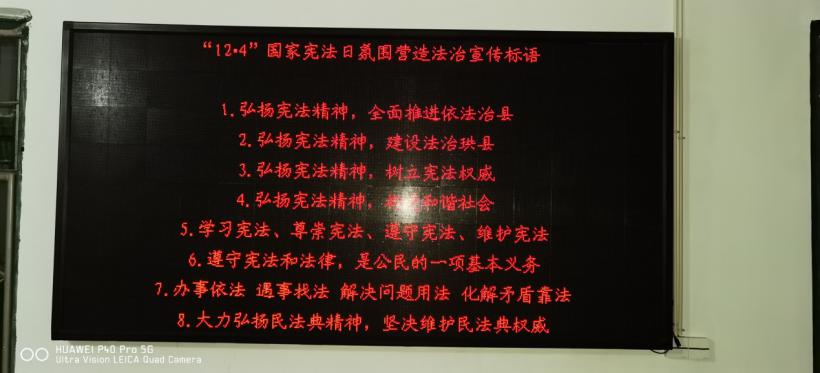 “12•4”国家宪法日氛围营造法治宣传标语
1.弘扬宪法精神，全面推进依法治县
2.弘扬宪法精神，建设法治珙县
3.弘扬宪法精神，树立宪法权威
4.弘扬宪法精神，和谐社会
5.学习宪法、尊崇宪法、遵守宪法、维护宪法
6.遵守宪法和法律，是公民的一项基本义务
7.办事依法 遇事找法 解决问题用法 化解矛盾靠法
8.大力弘扬民法典精神，坚决维护民法典权威
HUAWEI P40 Pro 5G
Ultra Vision LEICA Quad Camera